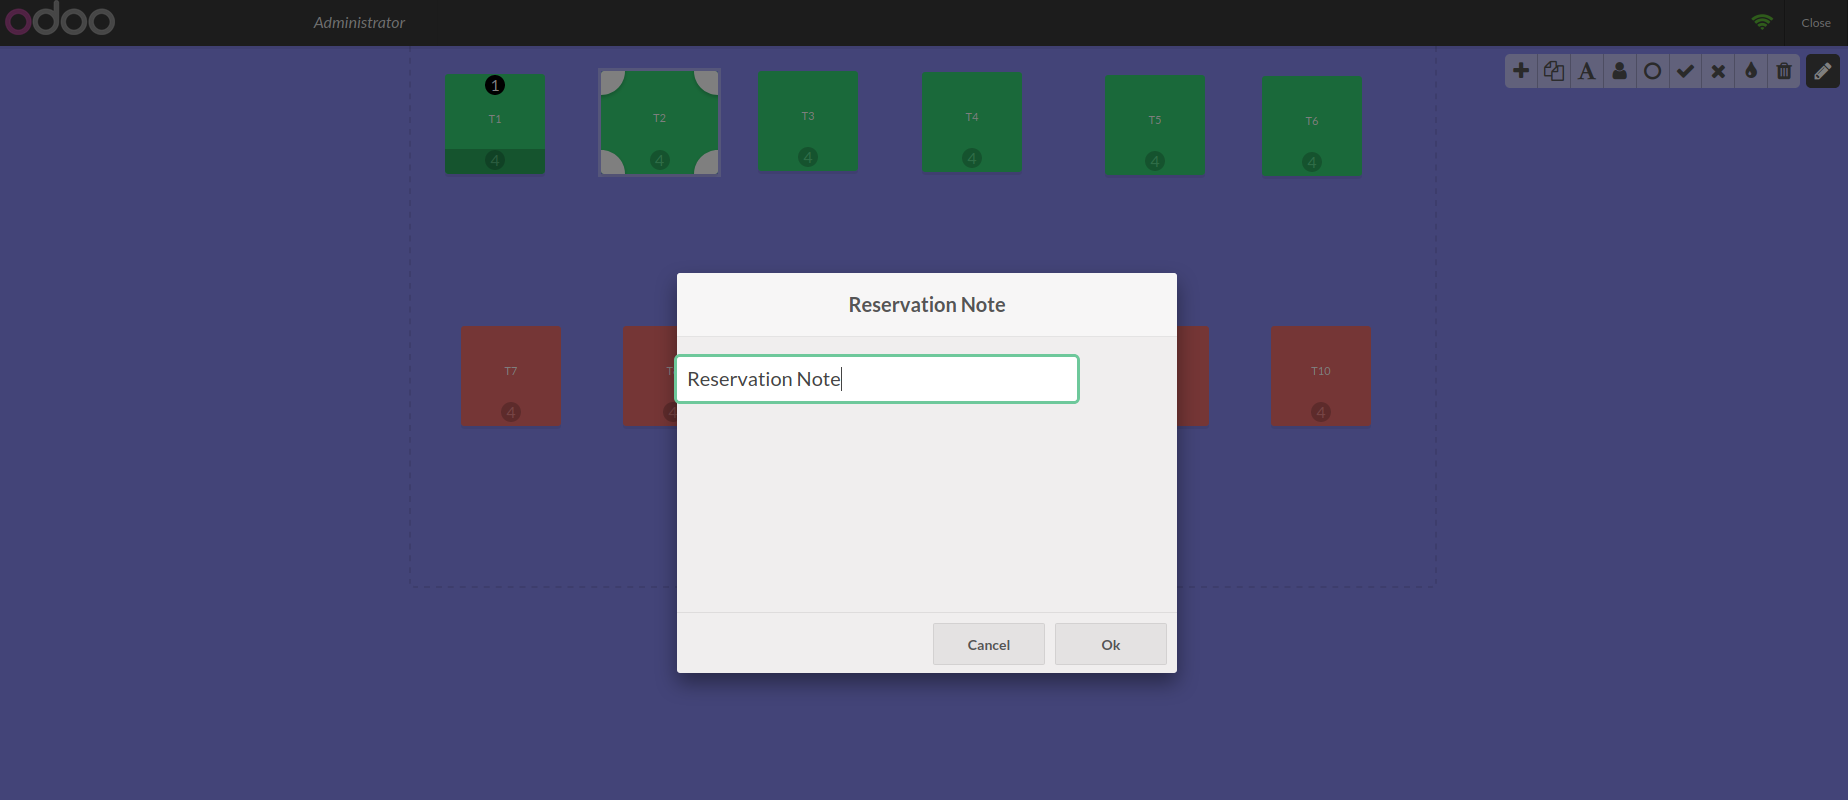 odoo
Administrator
Close
1
T1
4
T2
4
T3
4
T4
4
T5
4
T6
4
Reservation Note
Reservation Note
T7
4
4
T10
4
Cancel
Ok